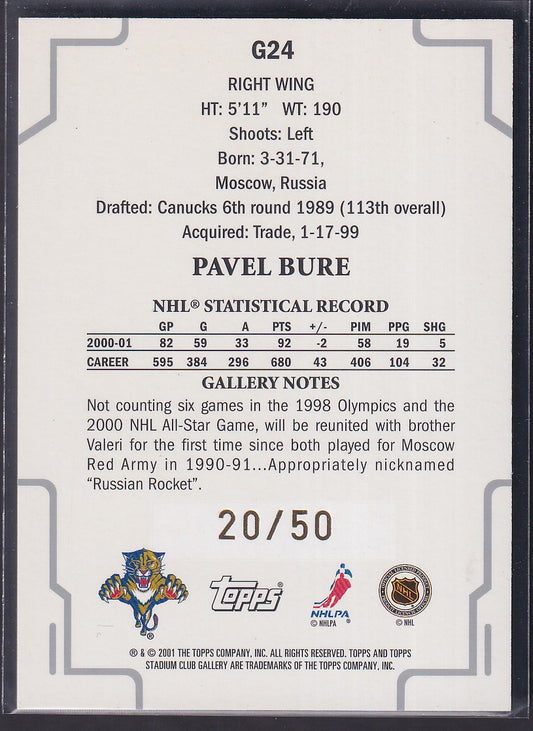 G24
RIGHT WING
HT: 5'11" WT: 190
Shoots: Left
Born: 3-31-71,
Moscow, Russia
Drafted: Canucks 6th round 1989 (113th overall)
Acquired: Trade, 1-17-99
PAVEL BURE
NHL® STATISTICAL RECORD
GP G A PTS +/- PIM PPG SHG
2000-01 82 59 33 92 -2 58 19 5
CAREER 595 384 296 680 43 406 104 32
GALLERY NOTES
Not counting six games in the 1998 Olympics and the
2000 NHL All-Star Game, will be reunited with brother
Valeri for the first time since both played for Moscow
Red Army in 1990-91...Appropriately nicknamed
“Russian Rocket”.
20/50
Topps®
NHLPA
© NHLPA
NHL
© NHL
®
® & © 2001 THE TOPPS COMPANY, INC. ALL RIGHTS RESERVED. TOPPS AND TOPPS
STADIUM CLUB GALLERY ARE TRADEMARKS OF THE TOPPS COMPANY, INC.